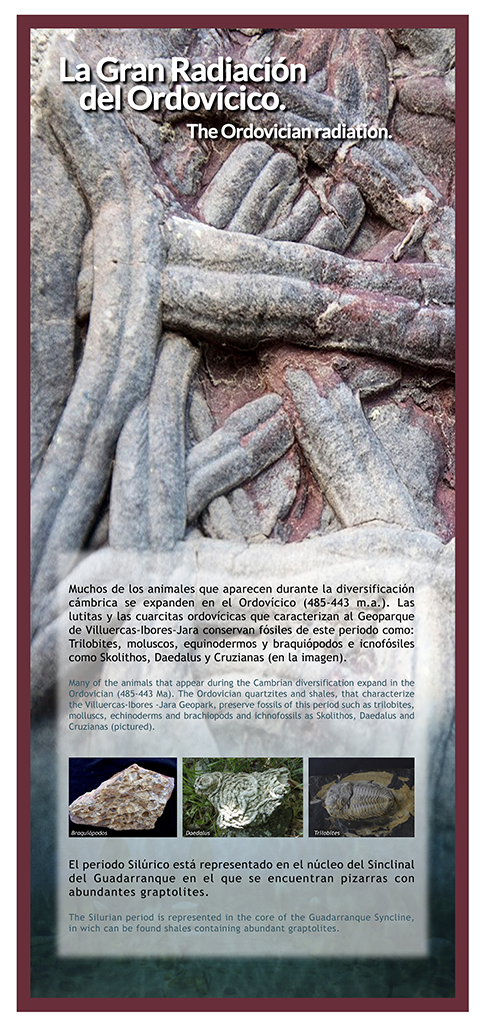 La Gran Radiación
del Ordovícico.
The Ordovician radiation.
Muchos de los animales que aparecen durante la diversificación
cámbrica se expanden en el Ordovícico (485-443 m.a.). Las
lutitas y las cuarcitas ordovícicas que caracterizan al Geoparque
de Villuercas-Ibores-Jara conservan fósiles de este periodo como:
Trilobites, moluscos, equinodermos y braquiópodos e icnofósiles
como Skolithos, Daedalus y Cruzianas (en la imagen).
Many of the animals that appear during the Cambrian diversification expand in the
Ordovician (485-443 Ma). The Ordovician quartzites and shales, that characterize
the Villuercas-Ibores -Jara Geopark, preserve fossils of this period such as trilobites,
molluscs, echinoderms and brachiopods and ichnofossils as Skolithos, Daedalus and
Cruzianas (pictured).
Braquiópodos
Daedalus
Trilobites
El periodo Silúrico está representado en el núcleo del Sinclinal
del Guadarranque en el que se encuentran pizarras con
abundantes graptolites.
The Silurian period is represented in the core of the Guadarranque Syncline,
in wich can be found shales containing abundant graptolites.